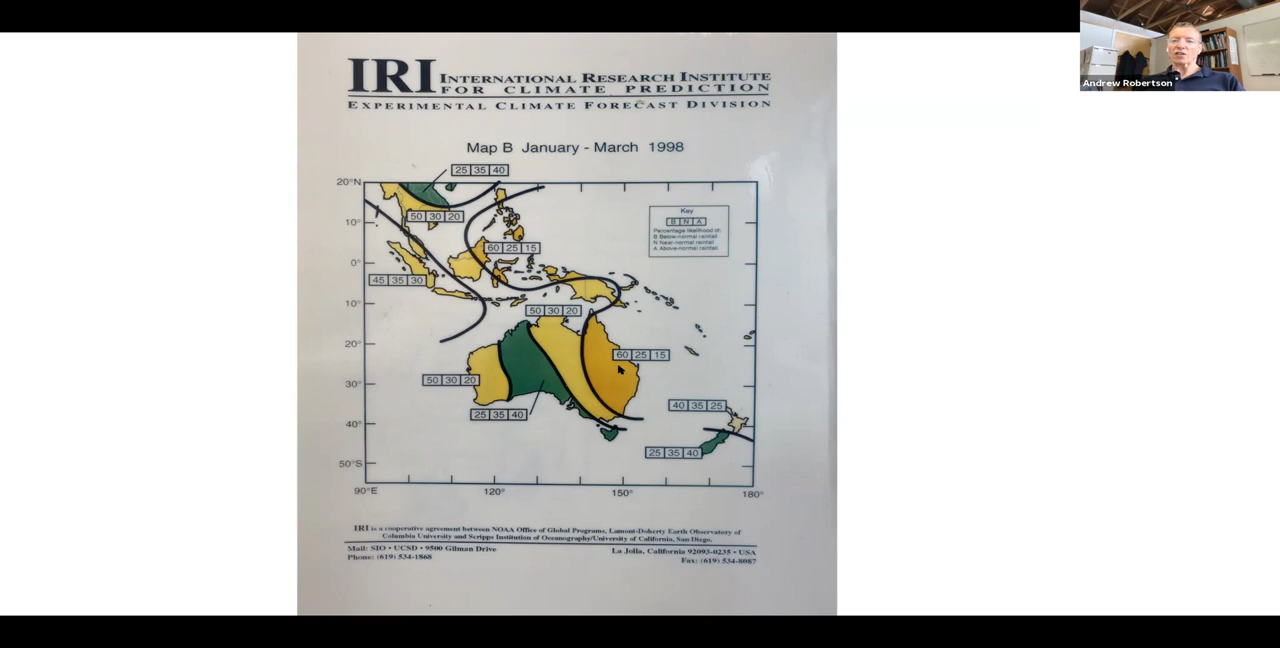 IRI INTERNATIONAL RESEARCH INSTITUTE
FOR CLIMATE PREDICTION
EXPERIMENTAL CLIMATE FORECAST DIVISION
Map B January - March 1998
25 35 40
20°N
50 30 20
10°
60 25 15
0°
45 35 30
10°
50 30 20
20°
60 25 15
30°
50 30 20
25 35 40
40 35 25
40°
25 35 40
50°S
90°E 120° 150° 180°
Key
B N A
Percentage likelihood of:
B Below-normal rainfall
N Near-normal rainfall
A Above-normal rainfall
IRI is a cooperative agreement between NOAA Office of Global Programs, Lamont-Doherty Earth Observatory of
Columbia University and Scripps Institution of Oceanography/University of California, San Diego.
Mail: SIO • UCSD • 9500 Gilman Drive La Jolla, California 92093-0235 • USA
Phone: (619) 534-1868 Fax: (619) 534-8087
Andrew Robertson